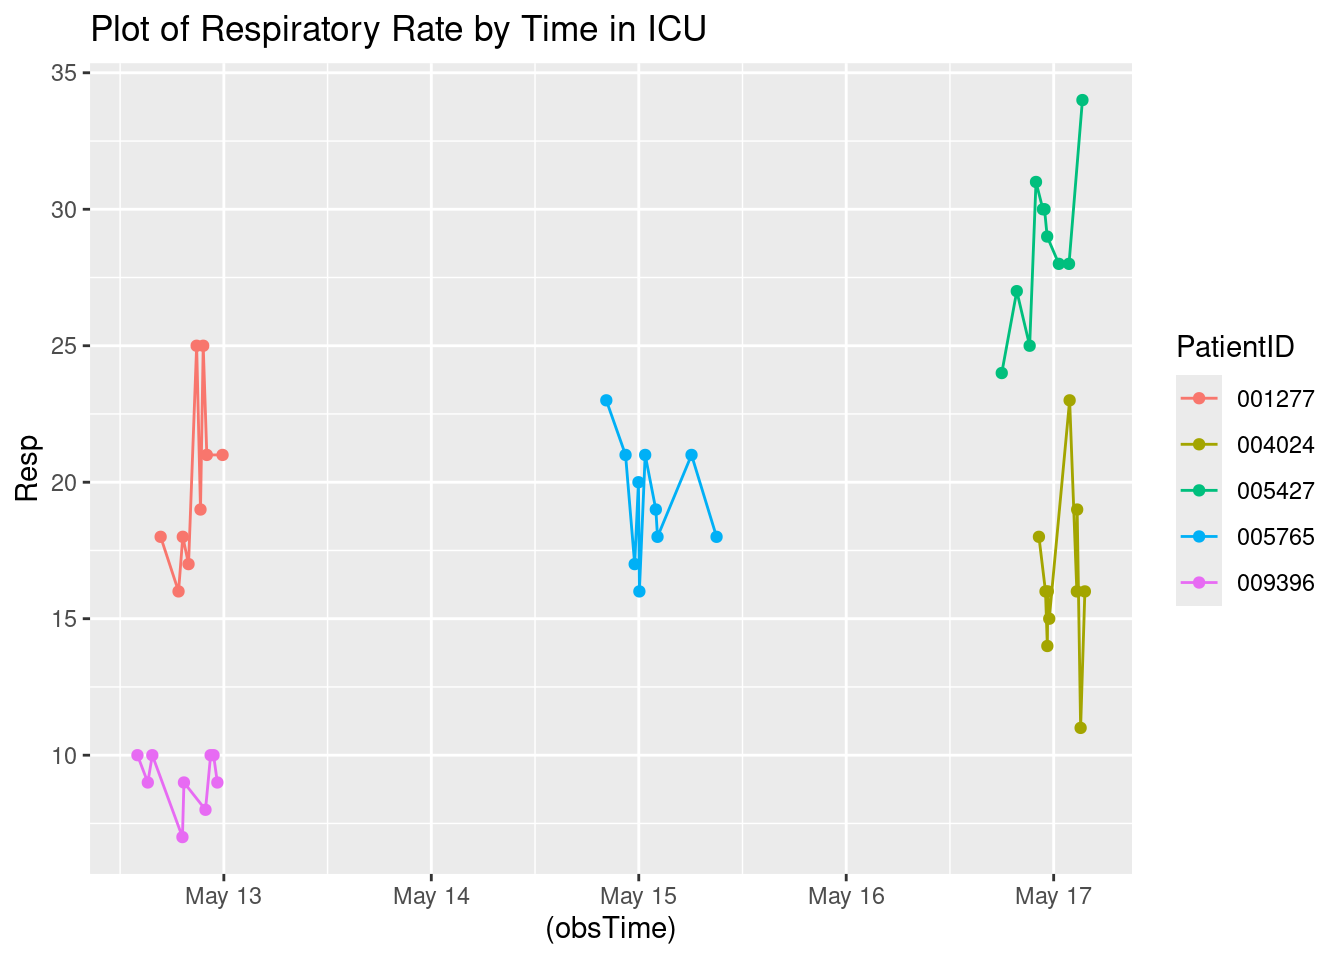 Plot of Respiratory Rate by Time in ICU
35
30
25
20
15
10
Resp
May 13
May 14
May 15
May 16
May 17
(obsTime)
PatientID
001277
004024
005427
005765
009396